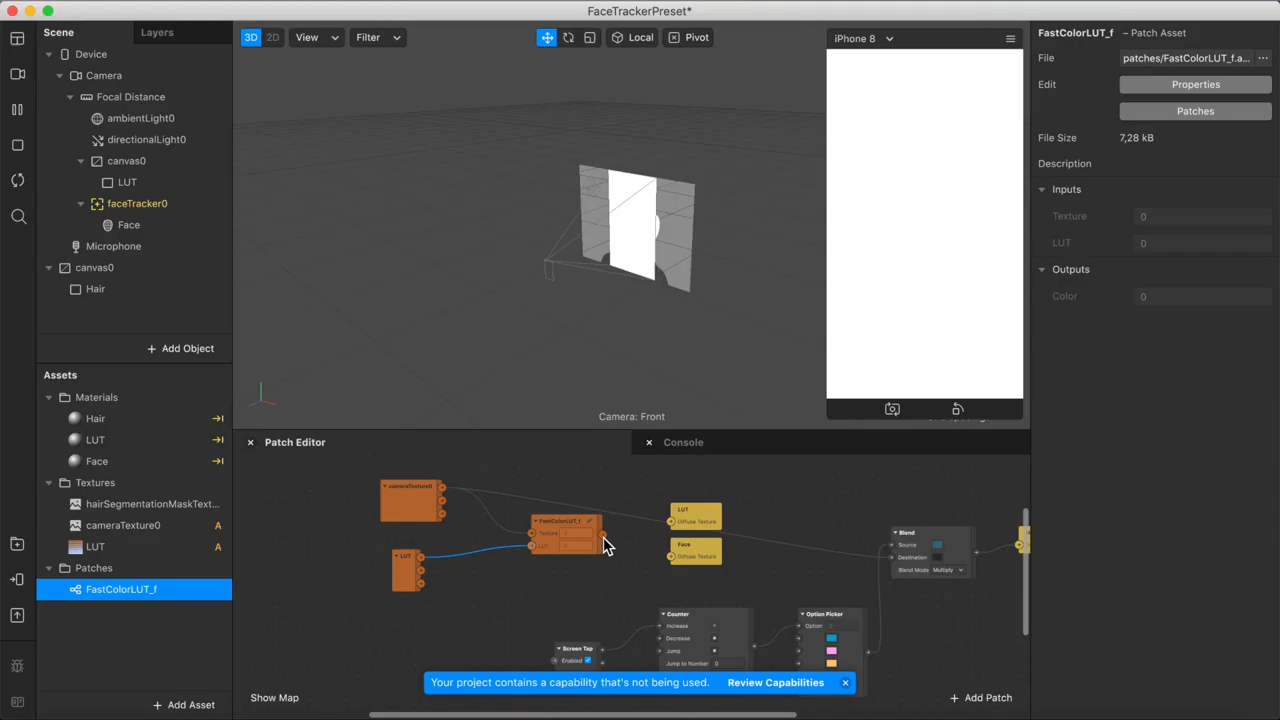 FaceTrackerPreset*
Scene
Layers
Device
Camera
Focal Distance
ambientLight0
directionalLight0
canvas0
LUT
faceTracker0
Face
Microphone
canvas0
Hair
+ Add Object
Assets
Materials
Hair
LUT
Face
Textures
hairSegmentationMaskText...
cameraTexture0 A
LUT A
Patches
FastColorLUT_f
+ Add Asset
3D 2D View Filter Local Pivot
iPhone 8
Camera: Front
Patch Editor
Console
cameraTexture0
FastColorLUT_f
Texture
LUT
LUT
LUT
Diffuse Texture
Face
Diffuse Texture
Blend
Source
Destination
Blend Mode Multiply
Counter
Increase
Decrease
Jump
Jump to Number 0
Option Picker
Option
Screen Tap
Enabled
Your project contains a capability that's not being used. Review Capabilities
Show Map
+ Add Patch
FastColorLUT_f – Patch Asset
File patches/FastColorLUT_f.a... ...
Edit Properties
Patches
File Size 7,28 kB
Description
Inputs
Texture 0
LUT 0
Outputs
Color 0